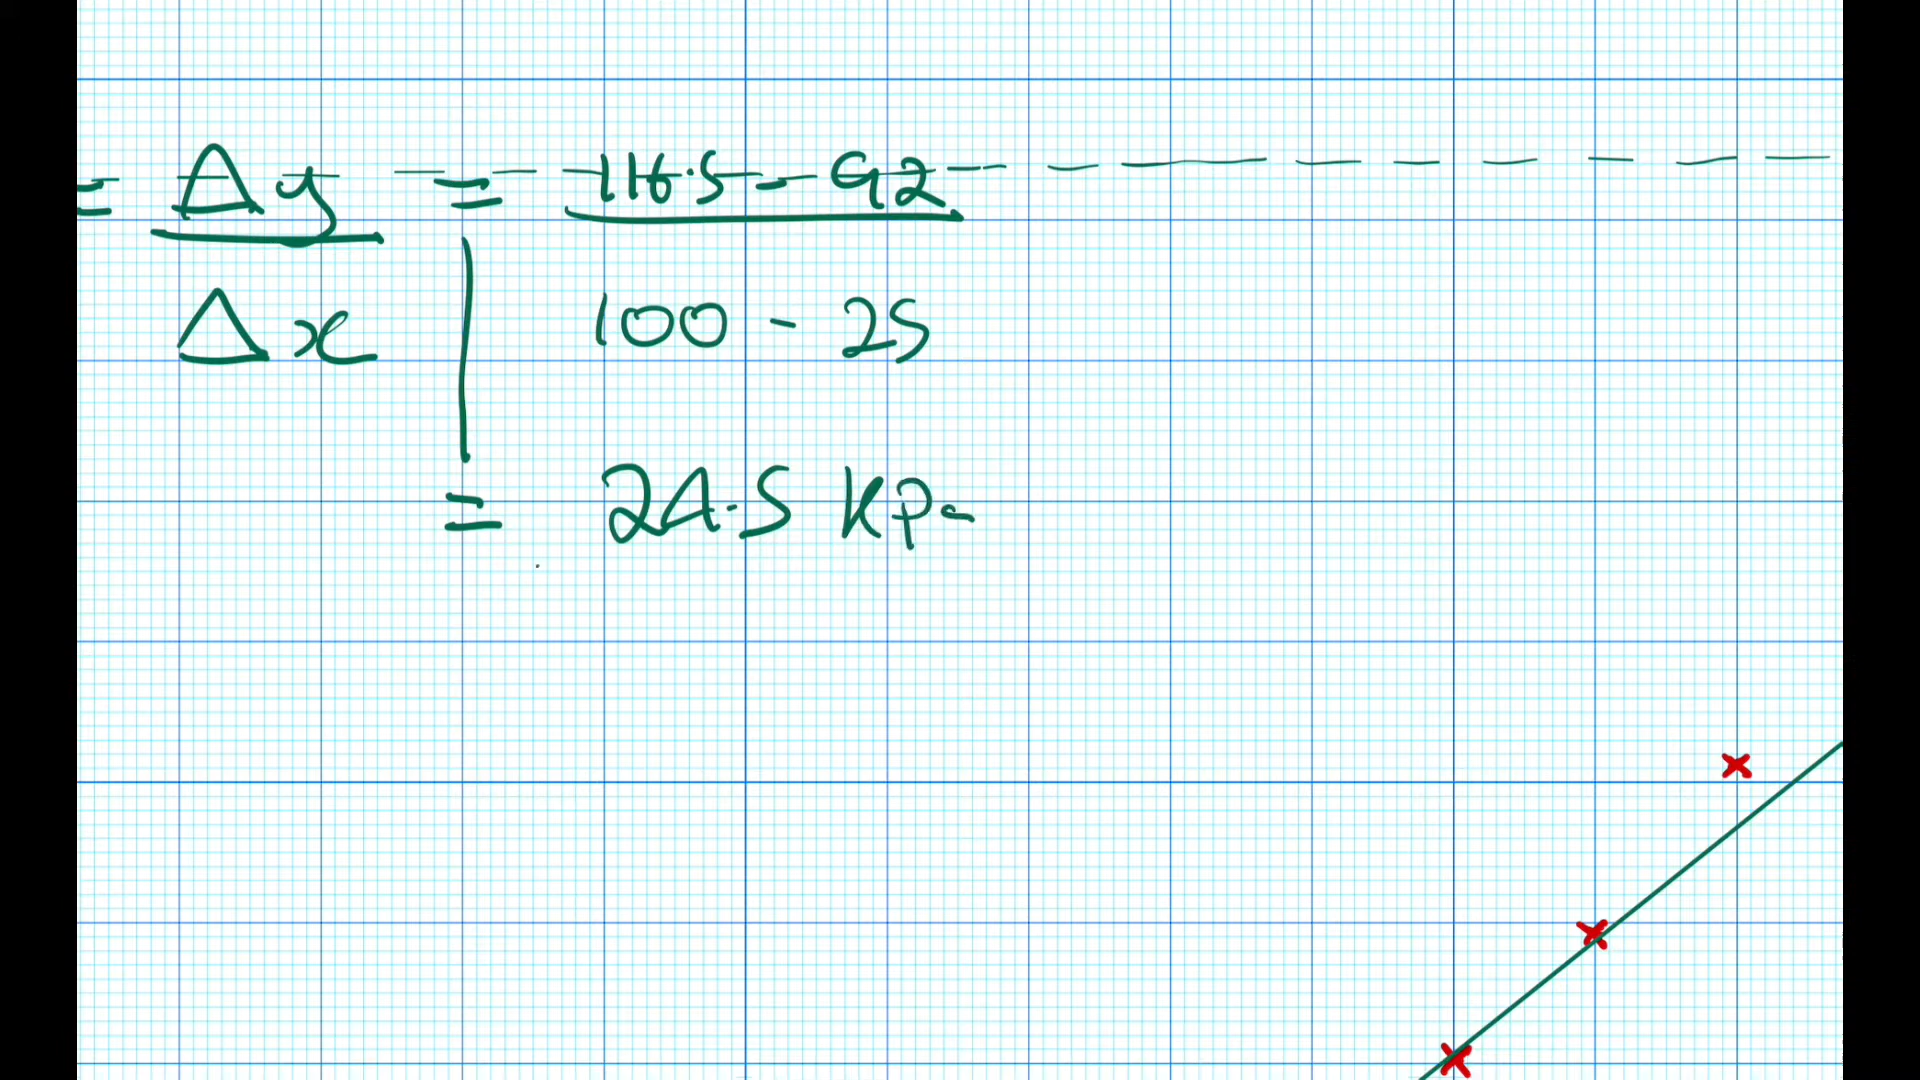 = Δy = 116.5 - 92
Δx 100 - 25
= 24.5 kpa